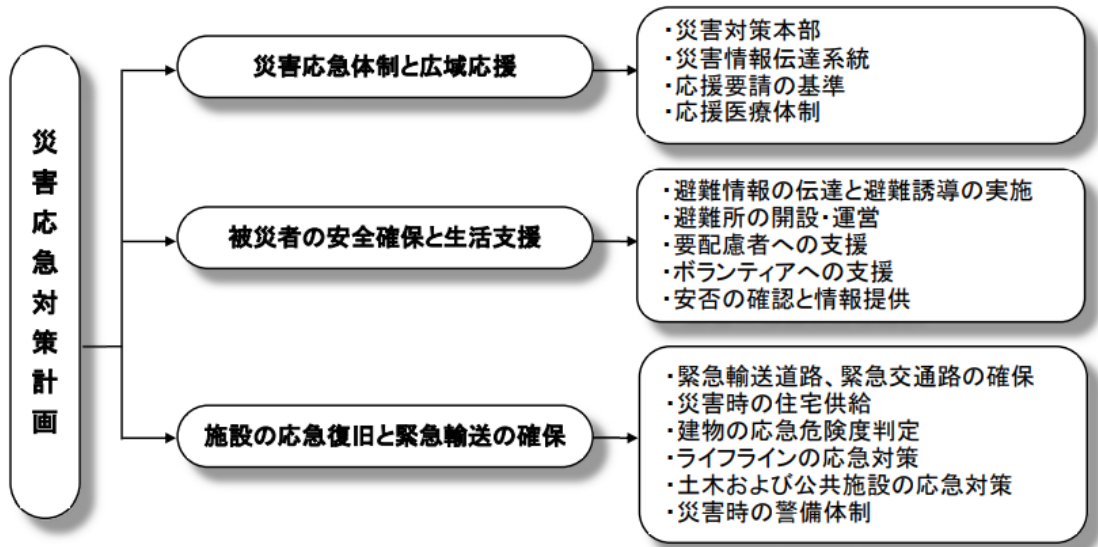 災害応急対策計画
災害応急体制と広域応援
・災害対策本部
・災害情報伝達系統
・応援要請の基準
・応援医療体制
被災者の安全確保と生活支援
・避難情報の伝達と避難誘導の実施
・避難所の開設・運営
・要配慮者への支援
・ボランティアへの支援
・安否の確認と情報提供
施設の応急復旧と緊急輸送の確保
・緊急輸送道路、緊急交通路の確保
・災害時の住宅供給
・建物の応急危険度判定
・ライフラインの応急対策
・土木および公共施設の応急対策
・災害時の警備体制